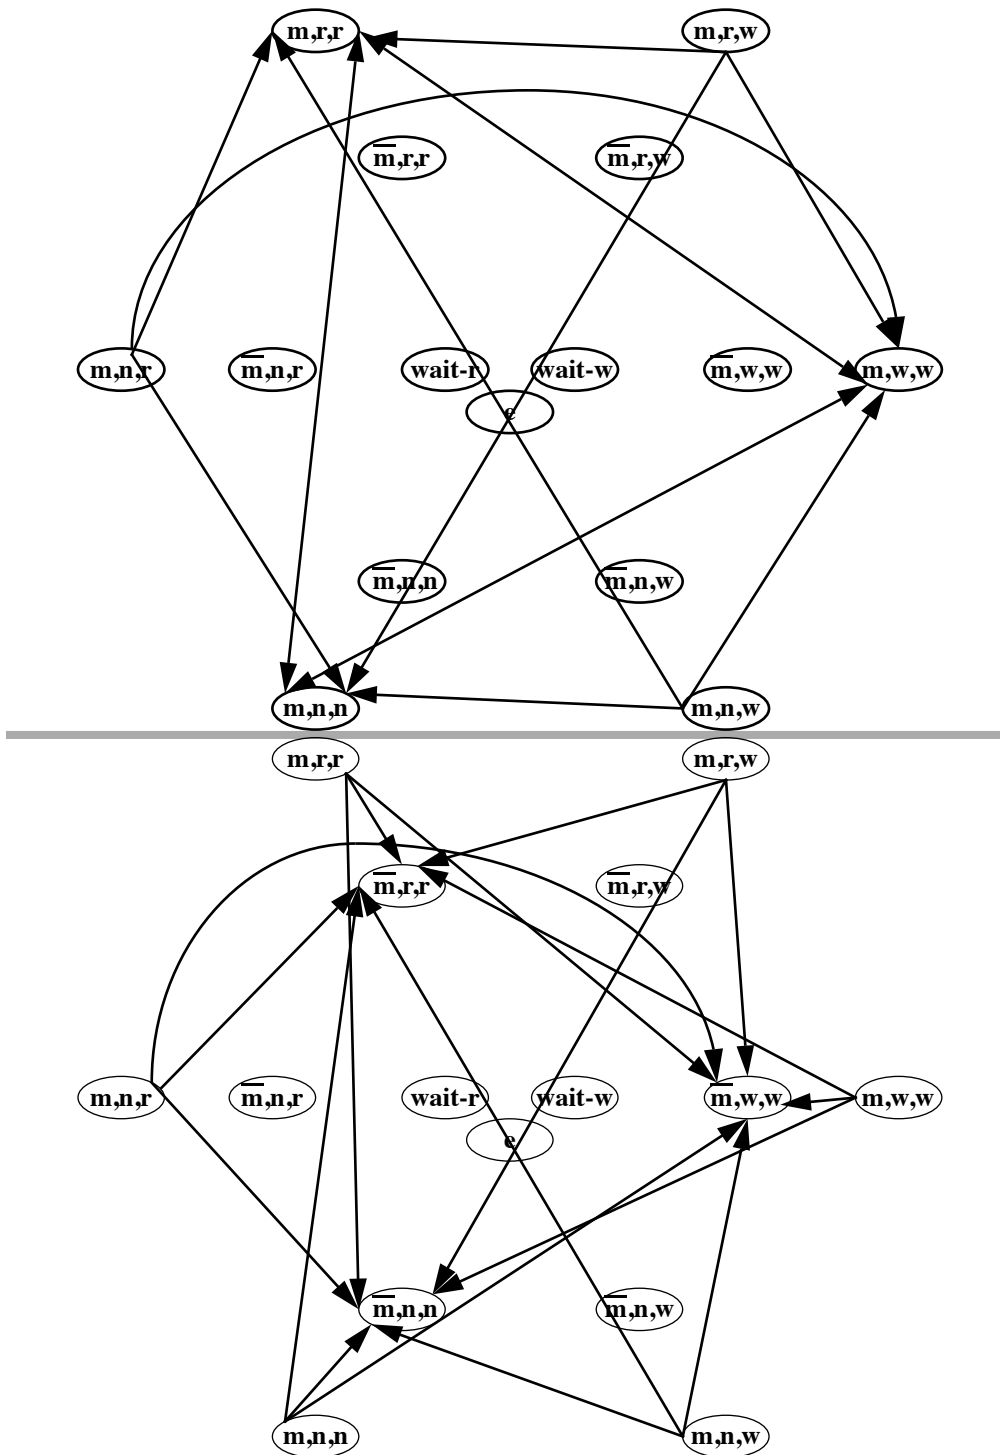 m,r,r m,r,w
m̅,r,r m̅,r,w
m,n,r m̅,n,r wait-r wait-w m̅,w,w m,w,w
e
m̅,n,n m̅,n,w
m,n,n m,n,w
m,r,r m,r,w
m̅,r,r m̅,r,w
m,n,r m̅,n,r wait-r wait-w m̅,w,w m,w,w
e
m̅,n,n m̅,n,w
m,n,n m,n,w